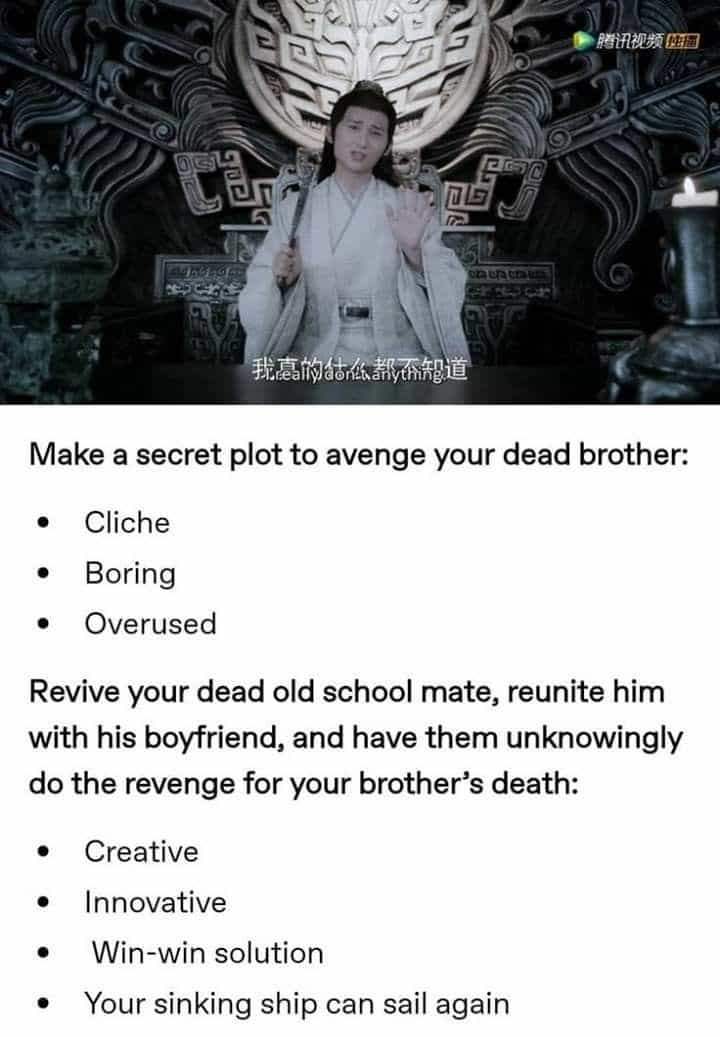 腾讯视频 独播
我真的什么都不知道
I really don't anything.
Make a secret plot to avenge your dead brother:
• Cliche
• Boring
• Overused
Revive your dead old school mate, reunite him
with his boyfriend, and have them unknowingly
do the revenge for your brother's death:
• Creative
• Innovative
• Win-win solution
• Your sinking ship can sail again